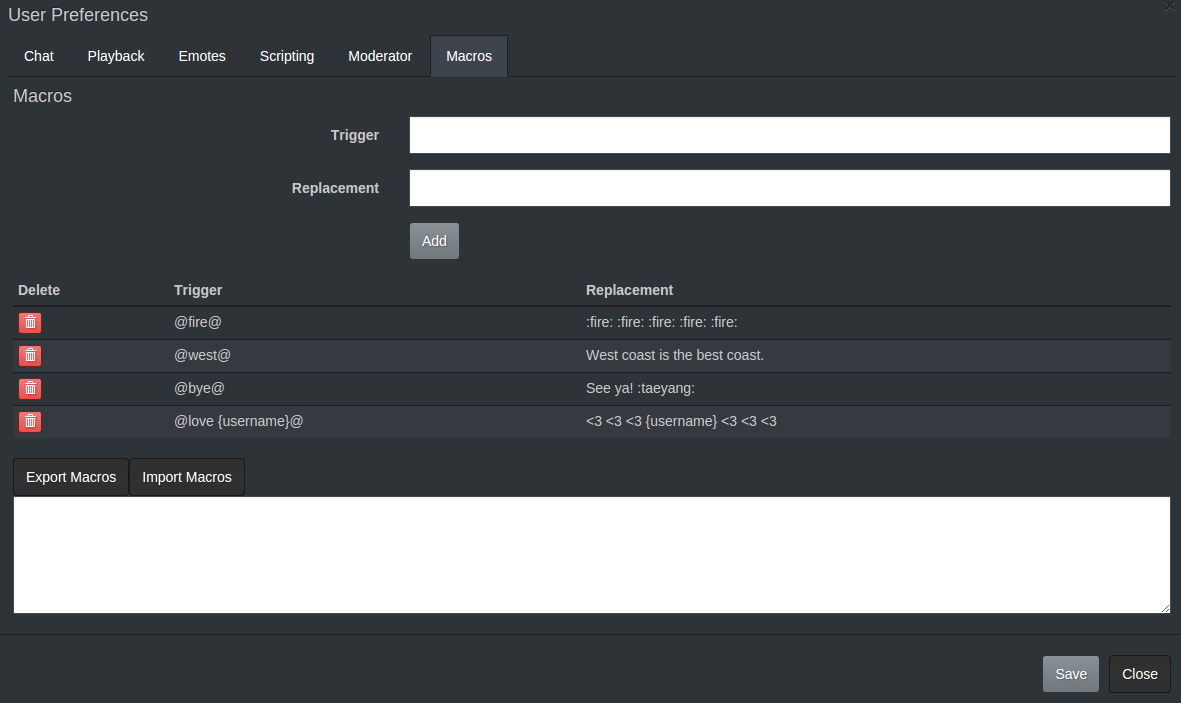 User Preferences
Chat Playback Emotes Scripting Moderator Macros
Macros
Trigger
Replacement
Add
Delete Trigger Replacement
@fire@ :fire: :fire: :fire: :fire: :fire:
@west@ West coast is the best coast.
@bye@ See ya! :taeyang:
@love {username}@ <3 <3 <3 {username} <3 <3 <3
Export Macros Import Macros
Save Close